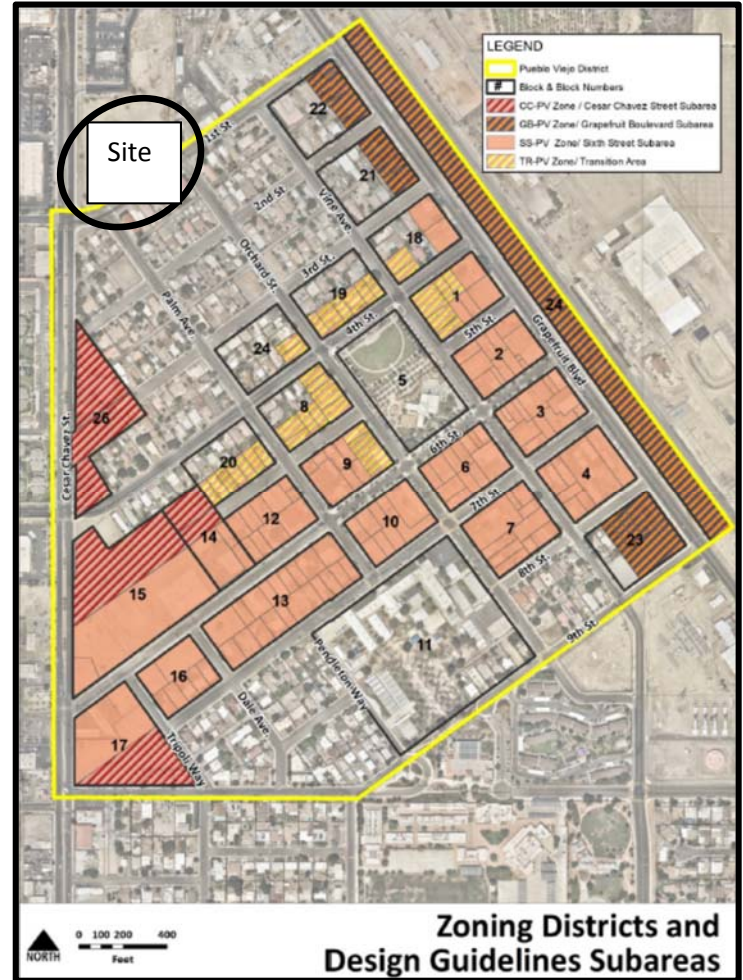 LEGEND
Pueblo Viejo District
# Block & Block Numbers
CC-PV Zone / Cesar Chavez Street Subarea
GB-PV Zone/ Grapefruit Boulevard Subarea
SS-PV Zone/ Sixth Street Subarea
TR-PV Zone/ Transition Area
Site
1st St
22
2nd St
21
Vine Ave.
18
Orchard St.
3rd St.
19
1
24
Palm Ave.
4th St.
5th St.
Grapefruit Blvd.
2
24
5
26
8
3
Cesar Chavez St.
6th St.
20
9
6
4
7th St.
12
10
14
7
23
8th St.
15
13
9th St.
11
Pendleton Way
16
Dale Ave.
17
Tripoli Way
NORTH
0 100 200 400
Feet
Zoning Districts and
Design Guidelines Subareas